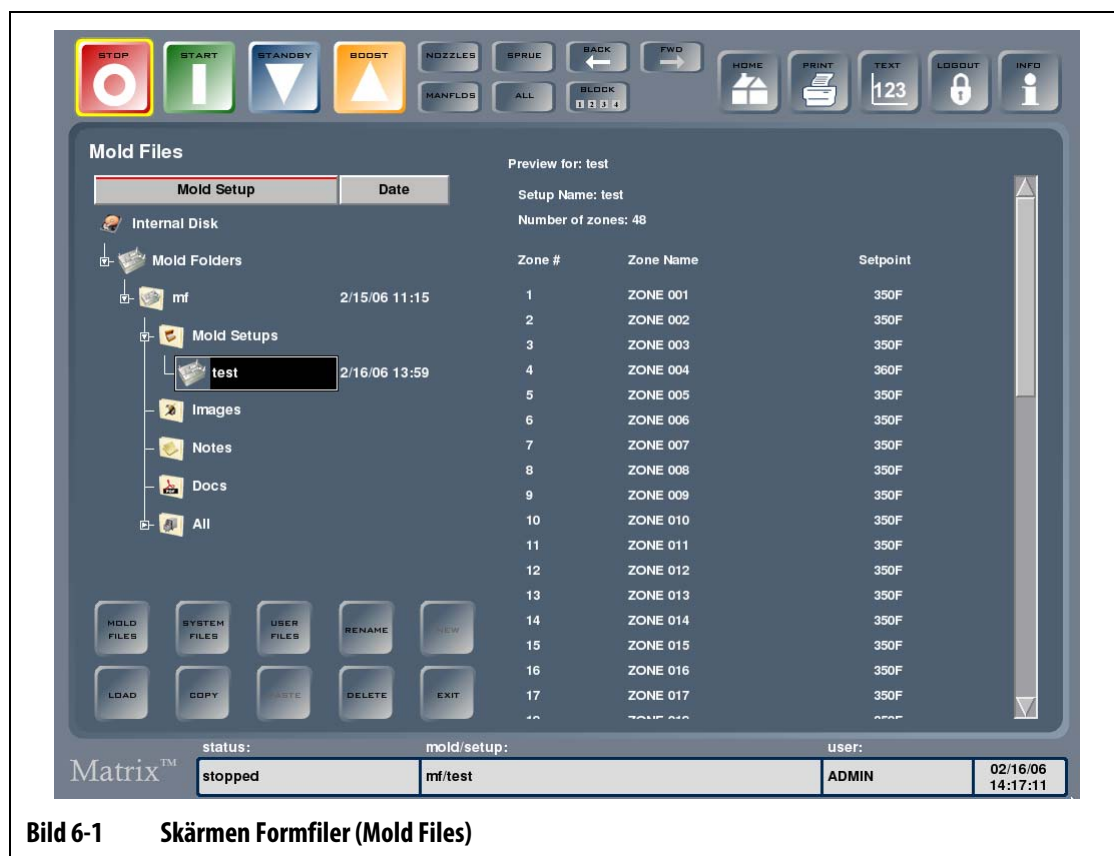 STOP START STANDBY BOOST NOZZLES SPRUE BACK FWD
MANFLDS ALL BLOCK
1 2 3 4
HOME PRINT TEXT LOGOUT INFO
123
Mold Files
Mold Setup Date
Internal Disk
Mold Folders
mf 2/15/06 11:15
Mold Setups
test 2/16/06 13:59
Images
Notes
Docs
All
MOLD FILES SYSTEM FILES USER FILES RENAME NEW
LOAD COPY PASTE DELETE EXIT
Preview for: test
Setup Name: test
Number of zones: 48
Zone # Zone Name Setpoint
1 ZONE 001 350F
2 ZONE 002 350F
3 ZONE 003 350F
4 ZONE 004 360F
5 ZONE 005 350F
6 ZONE 006 350F
7 ZONE 007 350F
8 ZONE 008 350F
9 ZONE 009 350F
10 ZONE 010 350F
11 ZONE 011 350F
12 ZONE 012 350F
13 ZONE 013 350F
14 ZONE 014 350F
15 ZONE 015 350F
16 ZONE 016 350F
17 ZONE 017 350F
status: mold/setup: user:
Matrix™ stopped mf/test ADMIN 02/16/06
14:17:11
Bild 6-1 Skärmen Formfiler (Mold Files)